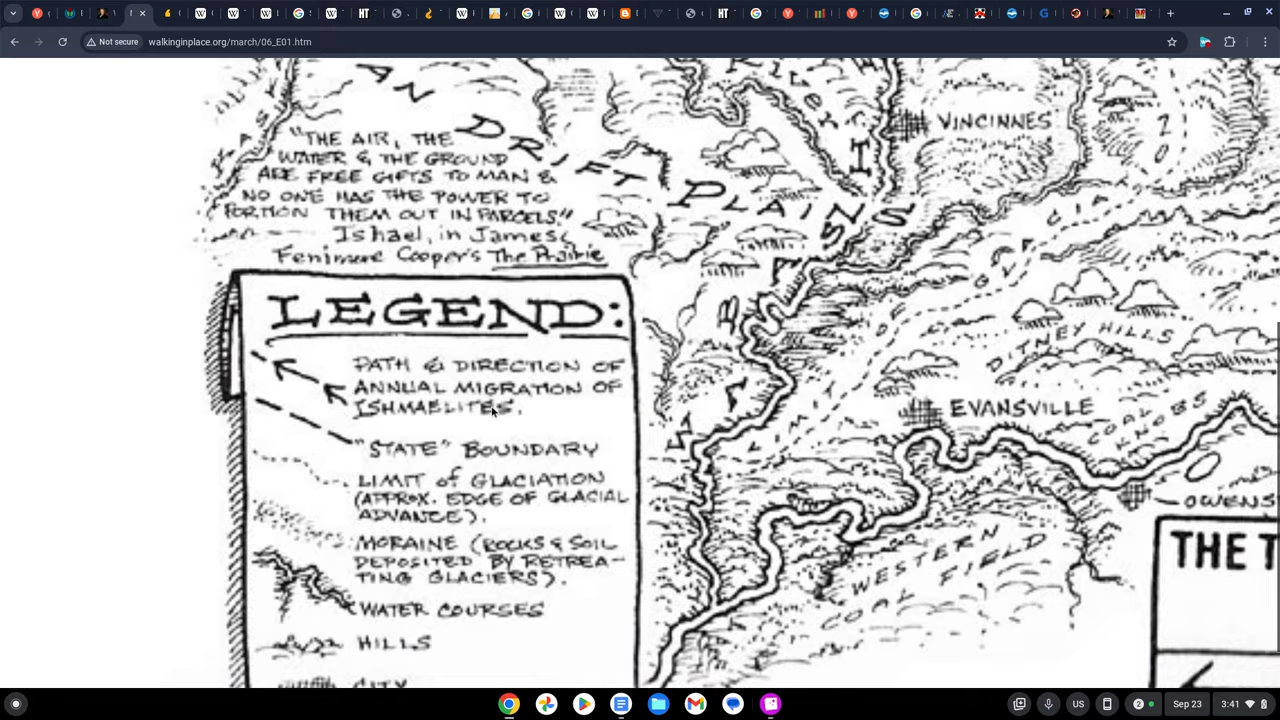 Not secure
walkinginplace.org/march/06_E01.htm
DRIFT PLAINS
"THE AIR, THE
WATER & THE GROUND
ARE FREE GIFTS TO MAN &
NO ONE HAS THE POWER TO
PORTION THEM OUT IN PARCELS"
Ishael, in James
Fenimore Cooper's The Prairie
VINCINNES
LEGEND:
PATH & DIRECTION OF
ANNUAL MIGRATION OF
ISHMAELITES.
"STATE" BOUNDARY
LIMIT of GLACIATION
(APPROX. EDGE OF GLACIAL
ADVANCE).
MORAINE (ROCKS & SOIL
DEPOSITED BY RETREA-
TING GLACIERS).
WATER COURSES
HILLS
CITY
DITNEY HILLS
EVANSVILLE
COAL KNOBS
OWENS
WESTERN
COAL FIELD
THE T
US
2
Sep 23
3:41